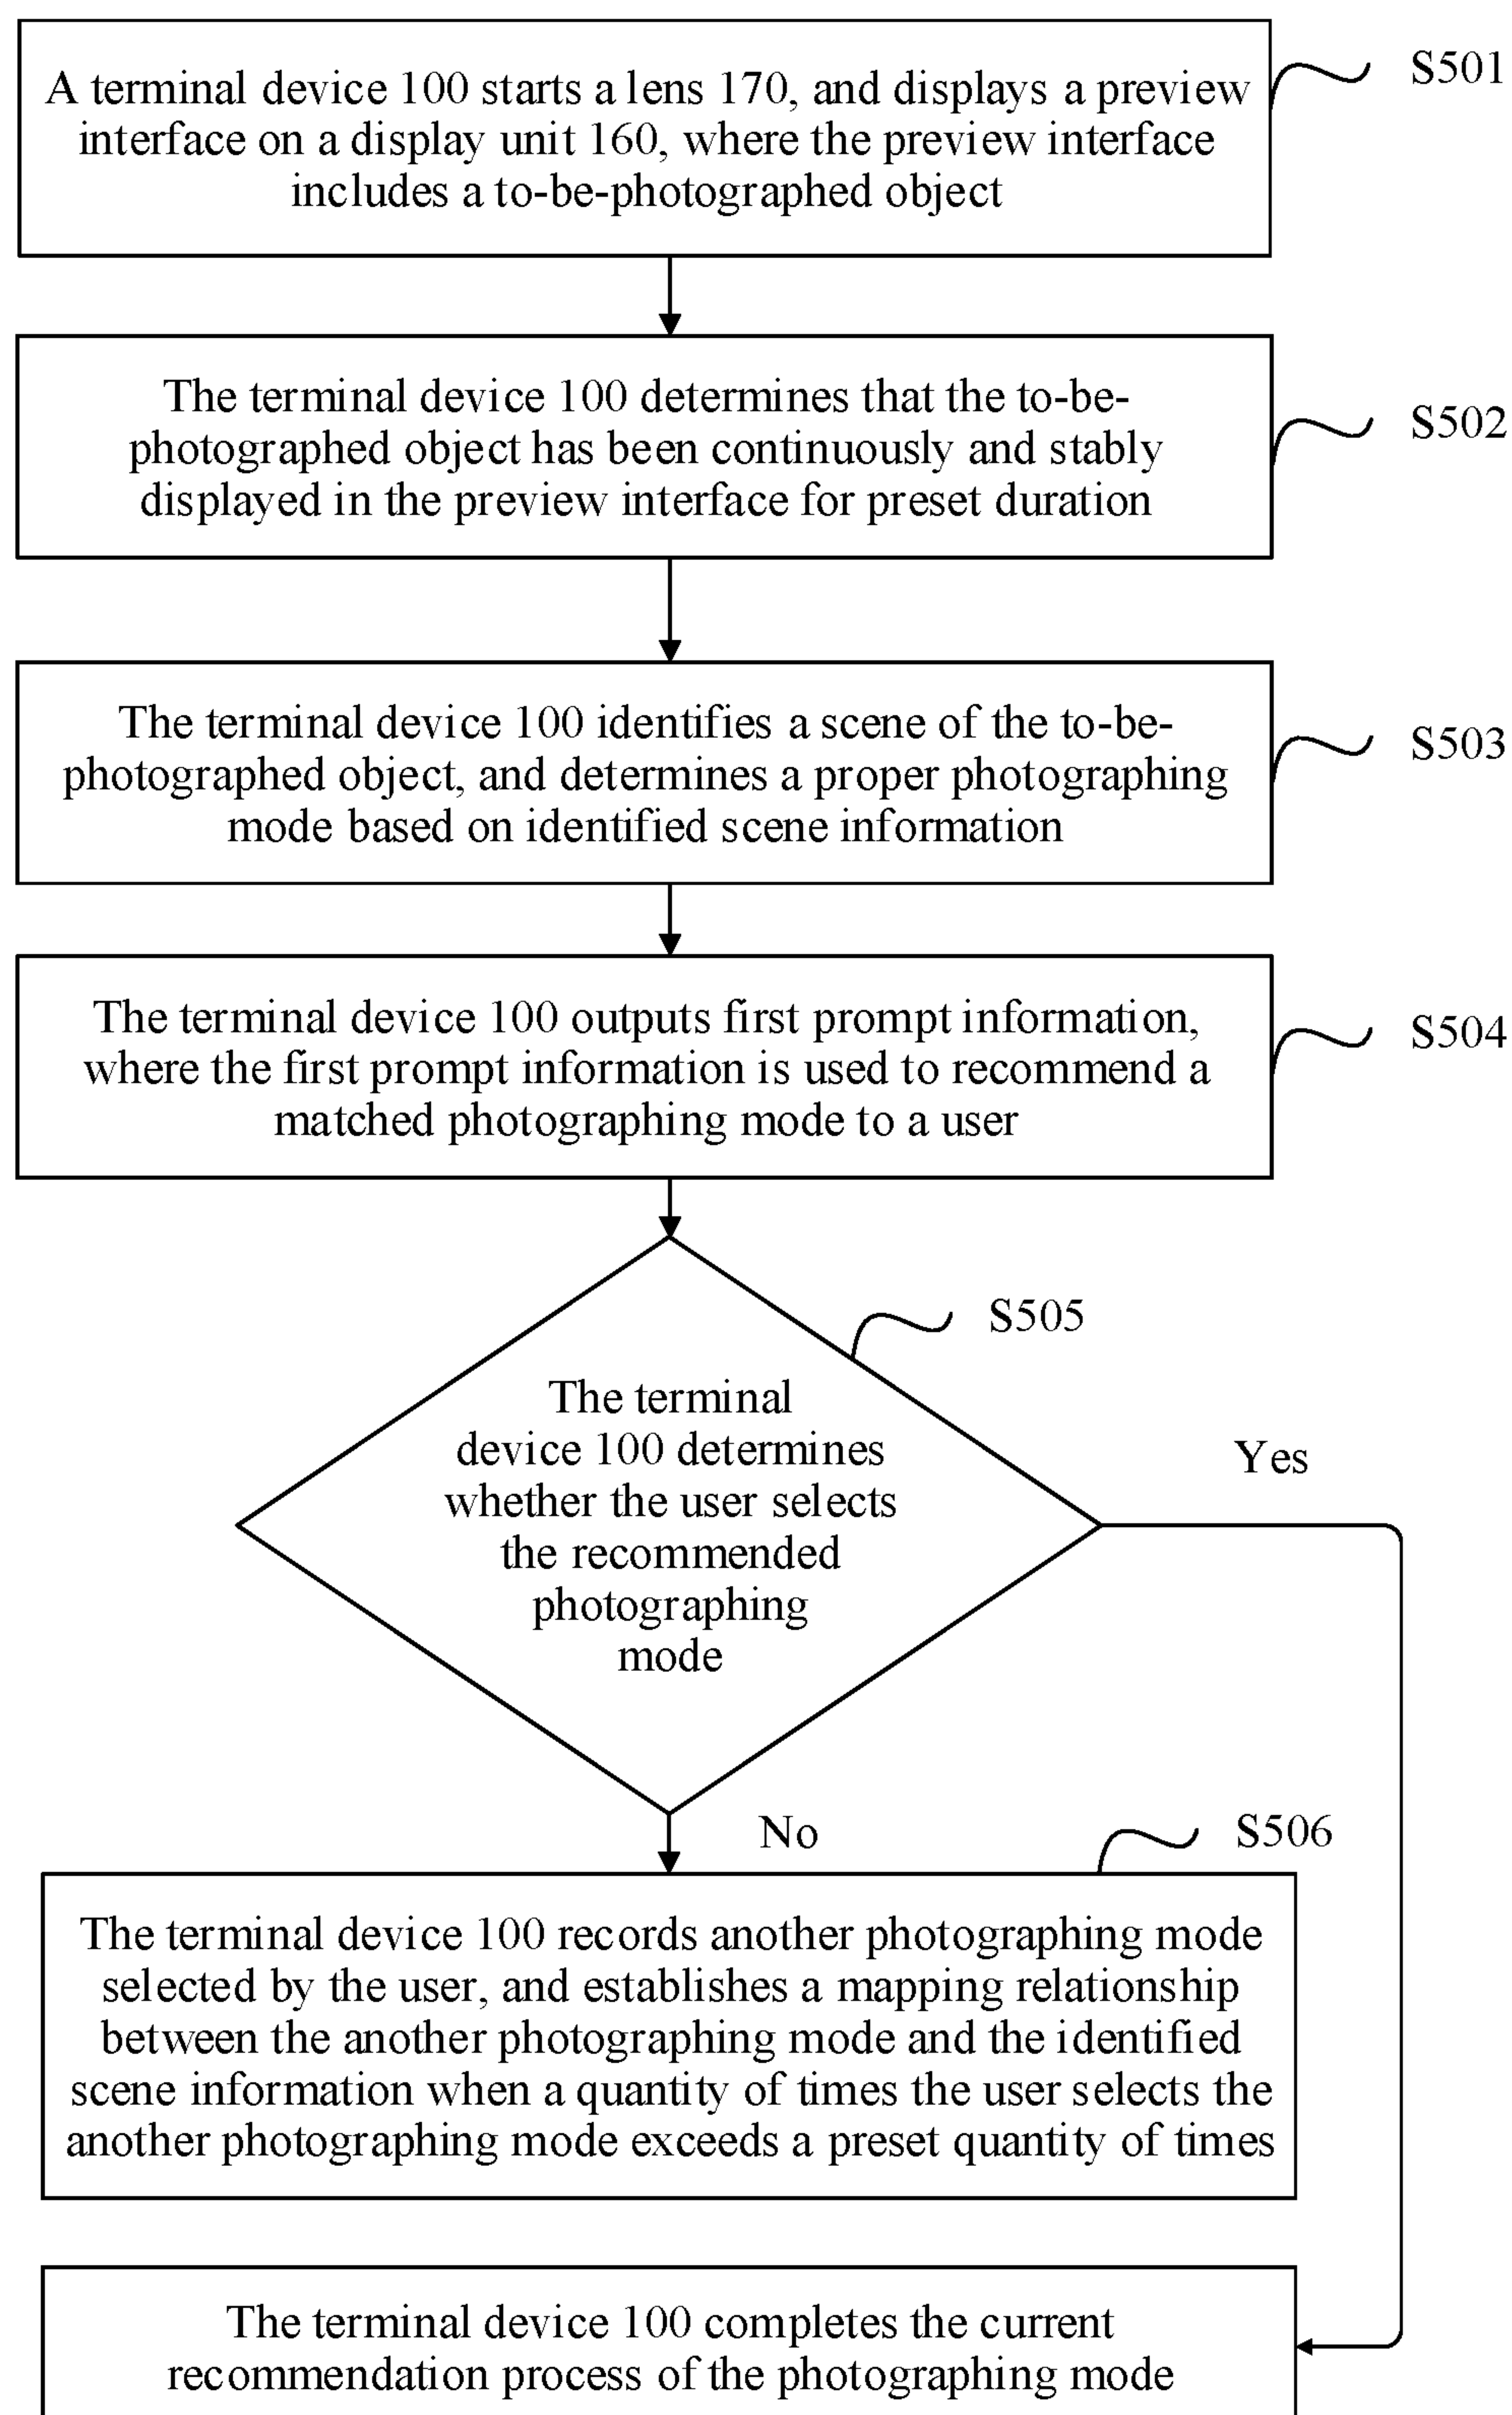 A terminal device 100 starts a lens 170, and displays a preview
interface on a display unit 160, where the preview interface
includes a to-be-photographed object
S501
The terminal device 100 determines that the to-be-
photographed object has been continuously and stably
displayed in the preview interface for preset duration
S502
The terminal device 100 identifies a scene of the to-be-
photographed object, and determines a proper photographing
mode based on identified scene information
S503
The terminal device 100 outputs first prompt information,
where the first prompt information is used to recommend a
matched photographing mode to a user
S504
S505
The terminal
device 100 determines
whether the user selects
the recommended
photographing
mode
Yes
No
S506
The terminal device 100 records another photographing mode
selected by the user, and establishes a mapping relationship
between the another photographing mode and the identified
scene information when a quantity of times the user selects the
another photographing mode exceeds a preset quantity of times
The terminal device 100 completes the current
recommendation process of the photographing mode